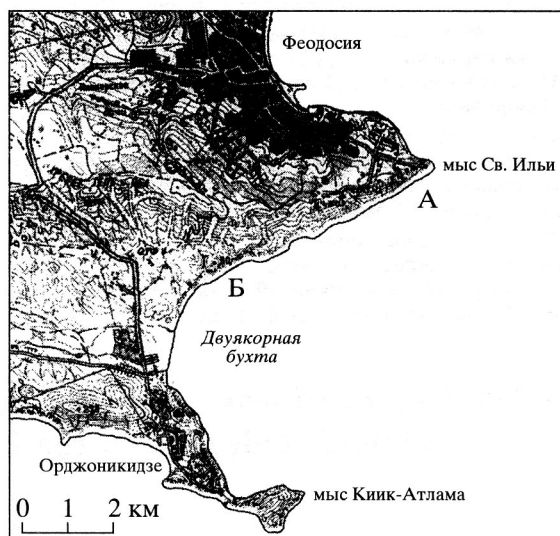 Феодосия
мыс Св. Ильи
А
Б
Двуякорная
бухта
Орджоникидзе
мыс Киик-Атлама
0 1 2 км